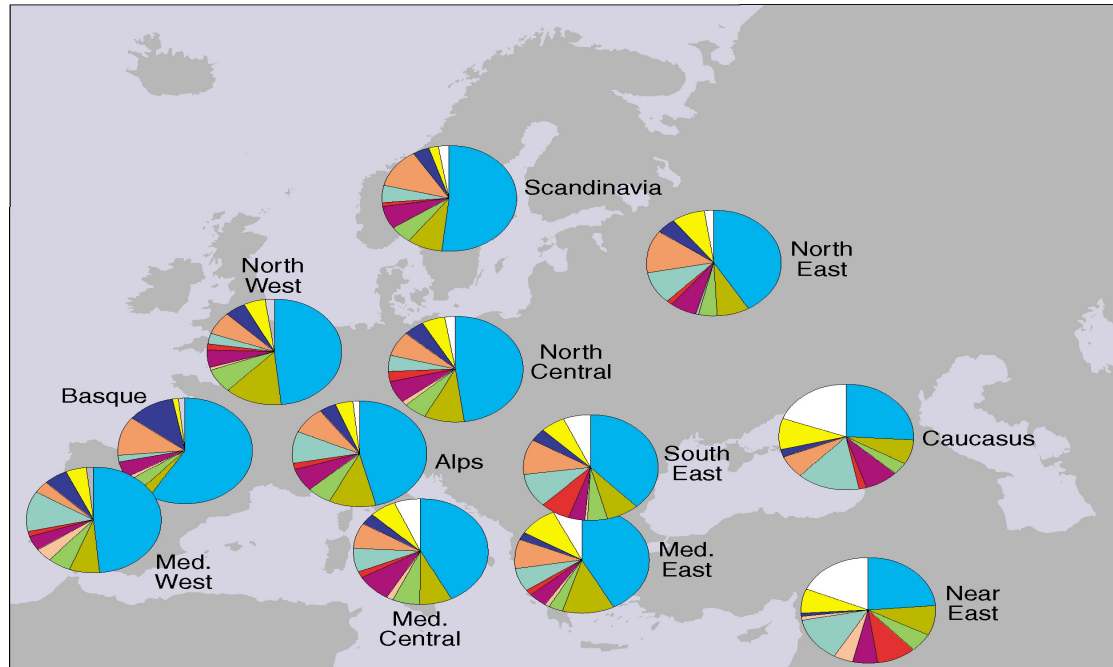 Scandinavia
North
East
North
West
North
Central
Basque
Alps
South
East
Caucasus
Med.
West
Med.
Central
Med.
East
Near
East